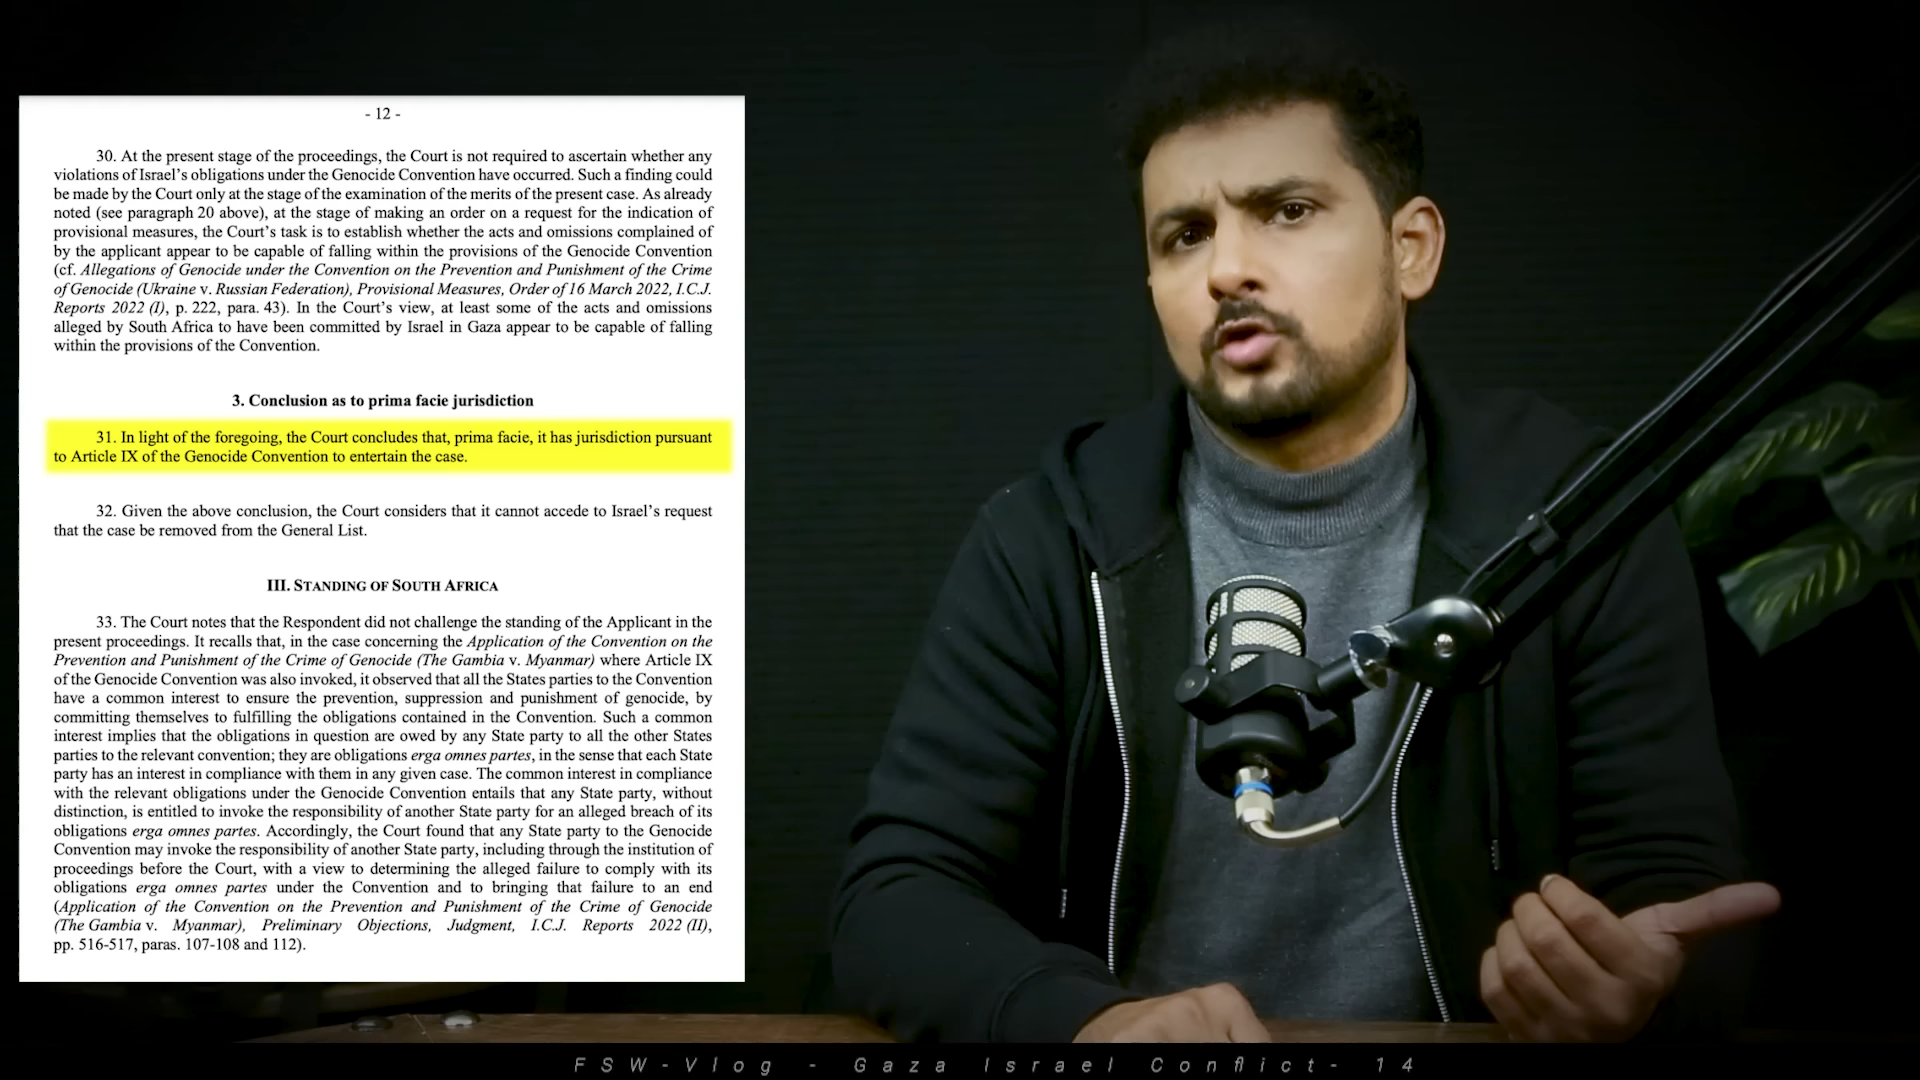 - 12 -
30. At the present stage of the proceedings, the Court is not required to ascertain whether any
violations of Israel’s obligations under the Genocide Convention have occurred. Such a finding could
be made by the Court only at the stage of the examination of the merits of the present case. As already
noted (see paragraph 20 above), at the stage of making an order on a request for the indication of
provisional measures, the Court’s task is to establish whether the acts and omissions complained of
by the applicant appear to be capable of falling within the provisions of the Genocide Convention
(cf. Allegations of Genocide under the Convention on the Prevention and Punishment of the Crime
of Genocide (Ukraine v. Russian Federation), Provisional Measures, Order of 16 March 2022, I.C.J.
Reports 2022 (I), p. 222, para. 43). In the Court’s view, at least some of the acts and omissions
alleged by South Africa to have been committed by Israel in Gaza appear to be capable of falling
within the provisions of the Convention.
3. Conclusion as to prima facie jurisdiction
31. In light of the foregoing, the Court concludes that, prima facie, it has jurisdiction pursuant
to Article IX of the Genocide Convention to entertain the case.
32. Given the above conclusion, the Court considers that it cannot accede to Israel’s request
that the case be removed from the General List.
III. STANDING OF SOUTH AFRICA
33. The Court notes that the Respondent did not challenge the standing of the Applicant in the
present proceedings. It recalls that, in the case concerning the Application of the Convention on the
Prevention and Punishment of the Crime of Genocide (The Gambia v. Myanmar) where Article IX
of the Genocide Convention was also invoked, it observed that all the States parties to the Convention
have a common interest to ensure the prevention, suppression and punishment of genocide, by
committing themselves to fulfilling the obligations contained in the Convention. Such a common
interest implies that the obligations in question are owed by any State party to all the other States
parties to the relevant convention; they are obligations erga omnes partes, in the sense that each State
party has an interest in compliance with them in any given case. The common interest in compliance
with the relevant obligations under the Genocide Convention entails that any State party, without
distinction, is entitled to invoke the responsibility of another State party for an alleged breach of its
obligations erga omnes partes. Accordingly, the Court found that any State party to the Genocide
Convention may invoke the responsibility of another State party, including through the institution of
proceedings before the Court, with a view to determining the alleged failure to comply with its
obligations erga omnes partes under the Convention and to bringing that failure to an end
(Application of the Convention on the Prevention and Punishment of the Crime of Genocide
(The Gambia v. Myanmar), Preliminary Objections, Judgment, I.C.J. Reports 2022 (II),
pp. 516-517, paras. 107-108 and 112).
FSW-Vlog - Gaza Israel Conflict- 14